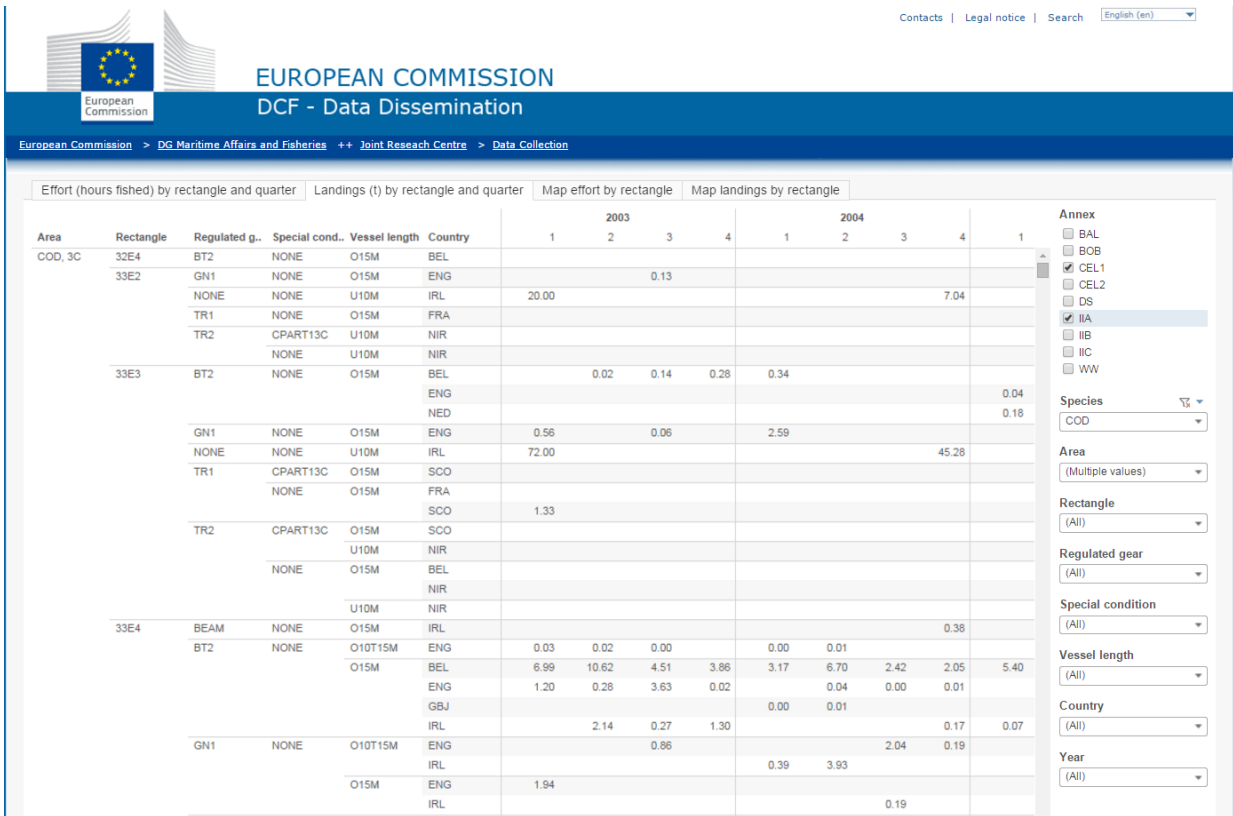 Contacts | Legal notice | Search English (en)
European
Commission
EUROPEAN COMMISSION
DCF - Data Dissemination
European Commission > DG Maritime Affairs and Fisheries ++ Joint Reseach Centre > Data Collection
Effort (hours fished) by rectangle and quarter Landings (t) by rectangle and quarter Map effort by rectangle Map landings by rectangle
2003 2004
Area Rectangle Regulated g.. Special cond.. Vessel length Country 1 2 3 4 1 2 3 4 1
COD, 3C 32E4 BT2 NONE O15M BEL
33E2 GN1 NONE O15M ENG 0.13
NONE NONE U10M IRL 20.00 7.04
TR1 NONE O15M FRA
TR2 CPART13C U10M NIR
NONE U10M NIR
33E3 BT2 NONE O15M BEL 0.02 0.14 0.28 0.34
ENG 0.04
NED 0.18
GN1 NONE O15M ENG 0.56 0.06 2.59
NONE NONE U10M IRL 72.00 45.28
TR1 CPART13C O15M SCO
NONE O15M FRA
SCO 1.33
TR2 CPART13C O15M SCO
U10M NIR
NONE O15M BEL
NIR
U10M NIR
33E4 BEAM NONE O15M IRL 0.38
BT2 NONE O10T15M ENG 0.03 0.02 0.00 0.00 0.01
O15M BEL 6.99 10.62 4.51 3.86 3.17 6.70 2.42 2.05 5.40
ENG 1.20 0.28 3.63 0.02 0.04 0.00 0.01
GBJ 0.00 0.01
IRL 2.14 0.27 1.30 0.17 0.07
GN1 NONE O10T15M ENG 0.86 2.04 0.19
IRL 0.39 3.93
O15M ENG 1.94
IRL 0.19
Annex
BAL
BOB
CEL1
CEL2
DS
IIA
IIB
IIC
WW
Species
COD
Area
(Multiple values)
Rectangle
(All)
Regulated gear
(All)
Special condition
(All)
Vessel length
(All)
Country
(All)
Year
(All)